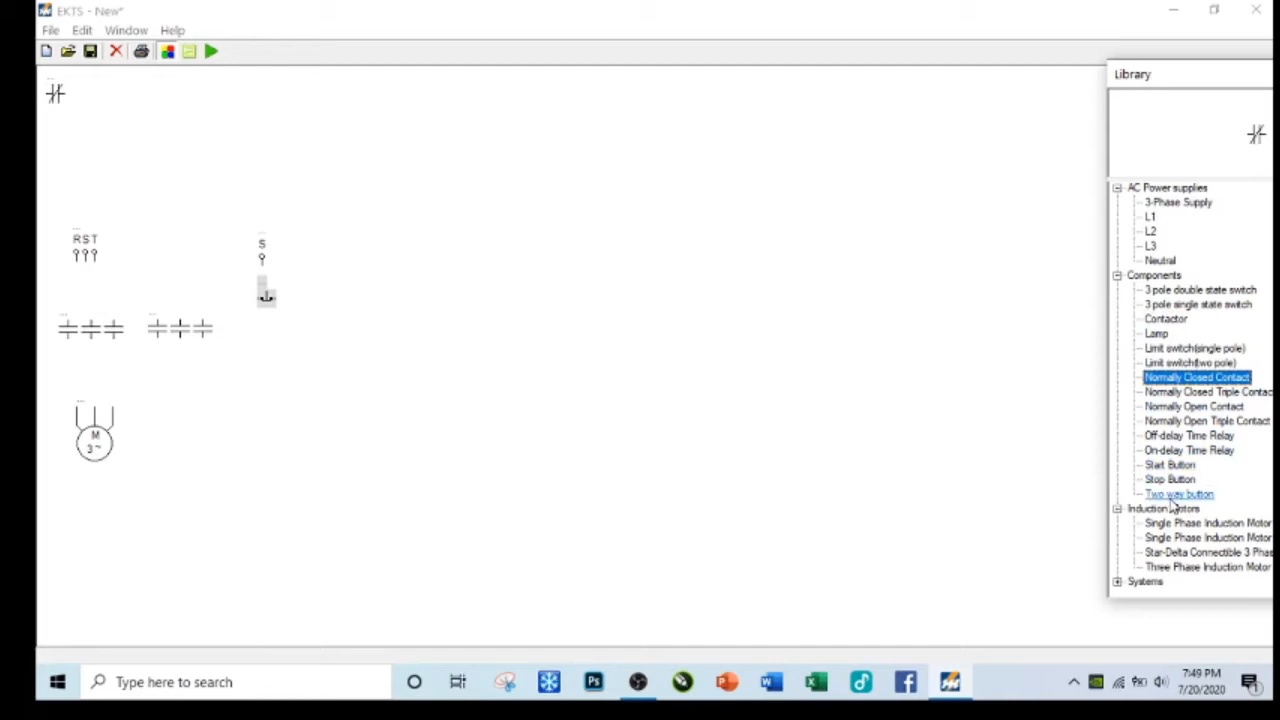 EKTS - New*
File Edit Window Help
Library
AC Power supplies
3-Phase Supply
L1
L2
L3
Neutral
Components
3 pole double state switch
3 pole single state switch
Contactor
Lamp
Limit switch(single pole)
Limit switch(two pole)
Normally Closed Contact
Normally Closed Triple Contac
Normally Open Contact
Normally Open Triple Contact
Off-delay Time Relay
On-delay Time Relay
Start Button
Stop Button
Two way button
Induction Motors
Single Phase Induction Motor
Single Phase Induction Motor
Star-Delta Connectible 3 Phas
Three Phase Induction Motor
Systems
R S T
S
M
3 ~
Type here to search
7:49 PM
7/20/2020